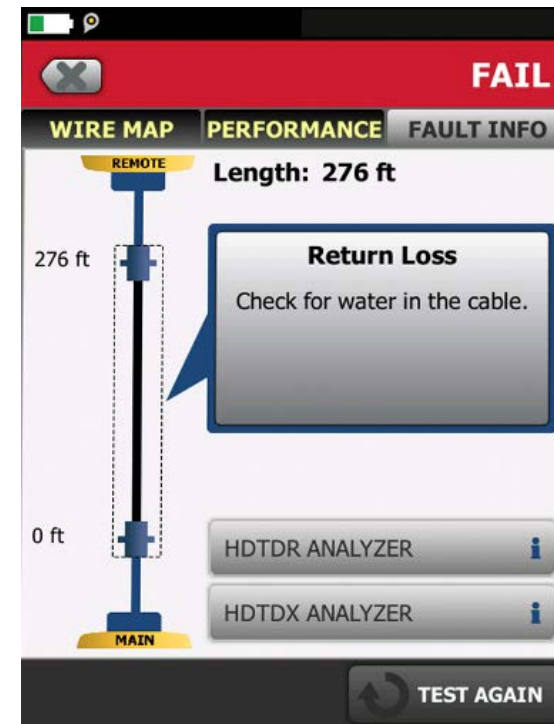 FAIL
WIRE MAP PERFORMANCE FAULT INFO
REMOTE
Length: 276 ft
276 ft
Return Loss
Check for water in the cable.
0 ft
HDTDR ANALYZER i
HDTDX ANALYZER i
MAIN
TEST AGAIN